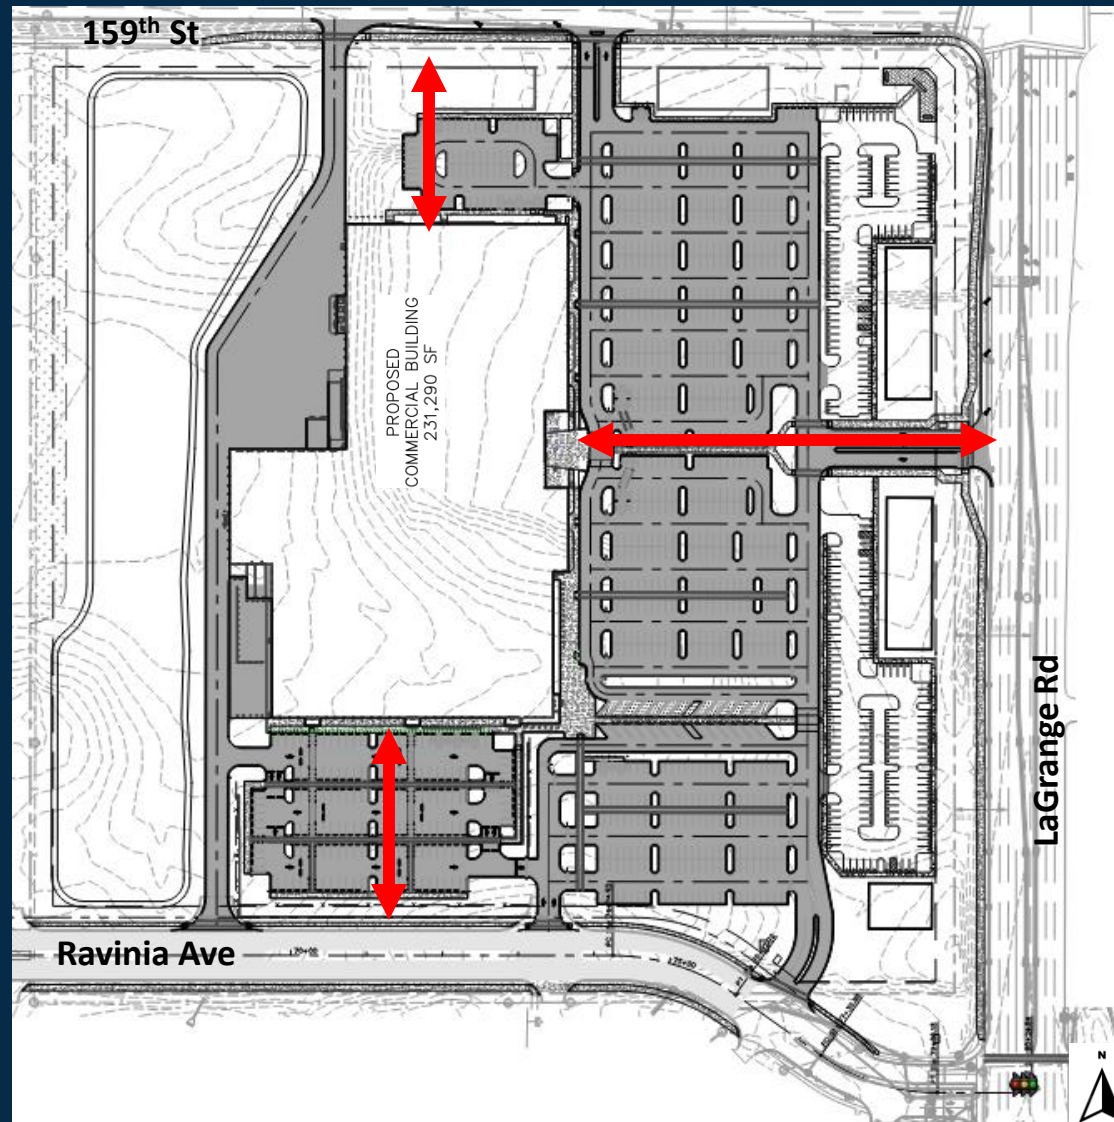 159th St
PROPOSED
COMMERCIAL BUILDING
231,290 SF
LaGrange Rd
Ravinia Ave
N